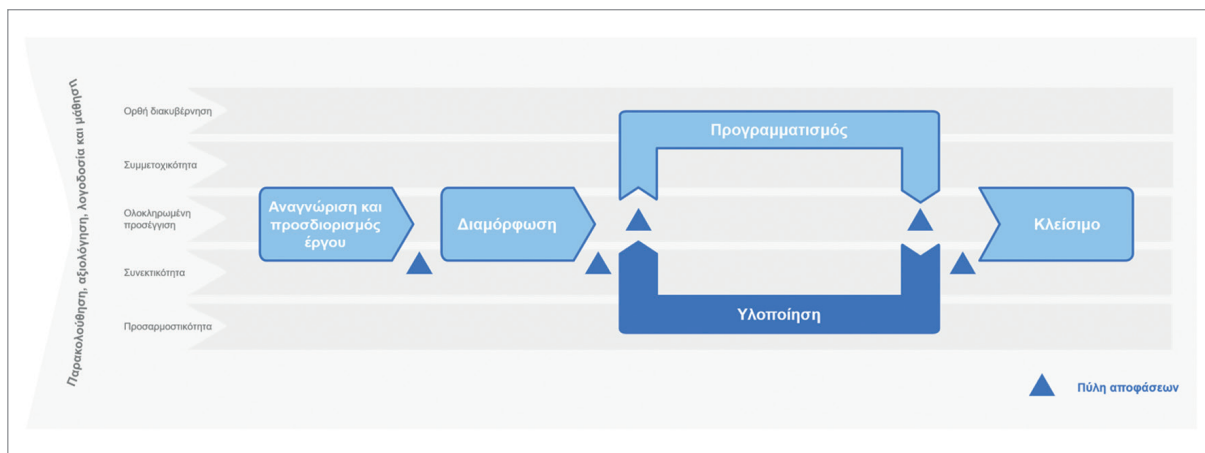 Παρακολούθηση, αξιολόγηση, λογοδοσία και μάθηση
Ορθή διακυβέρνηση
Συμμετοχικότητα
Ολοκληρωμένη
προσέγγιση
Συνεκτικότητα
Προσαρμοστικότητα
Αναγνώριση και
προσδιορισμός
έργου
Διαμόρφωση
Προγραμματισμός
Υλοποίηση
Κλείσιμο
Πύλη αποφάσεων